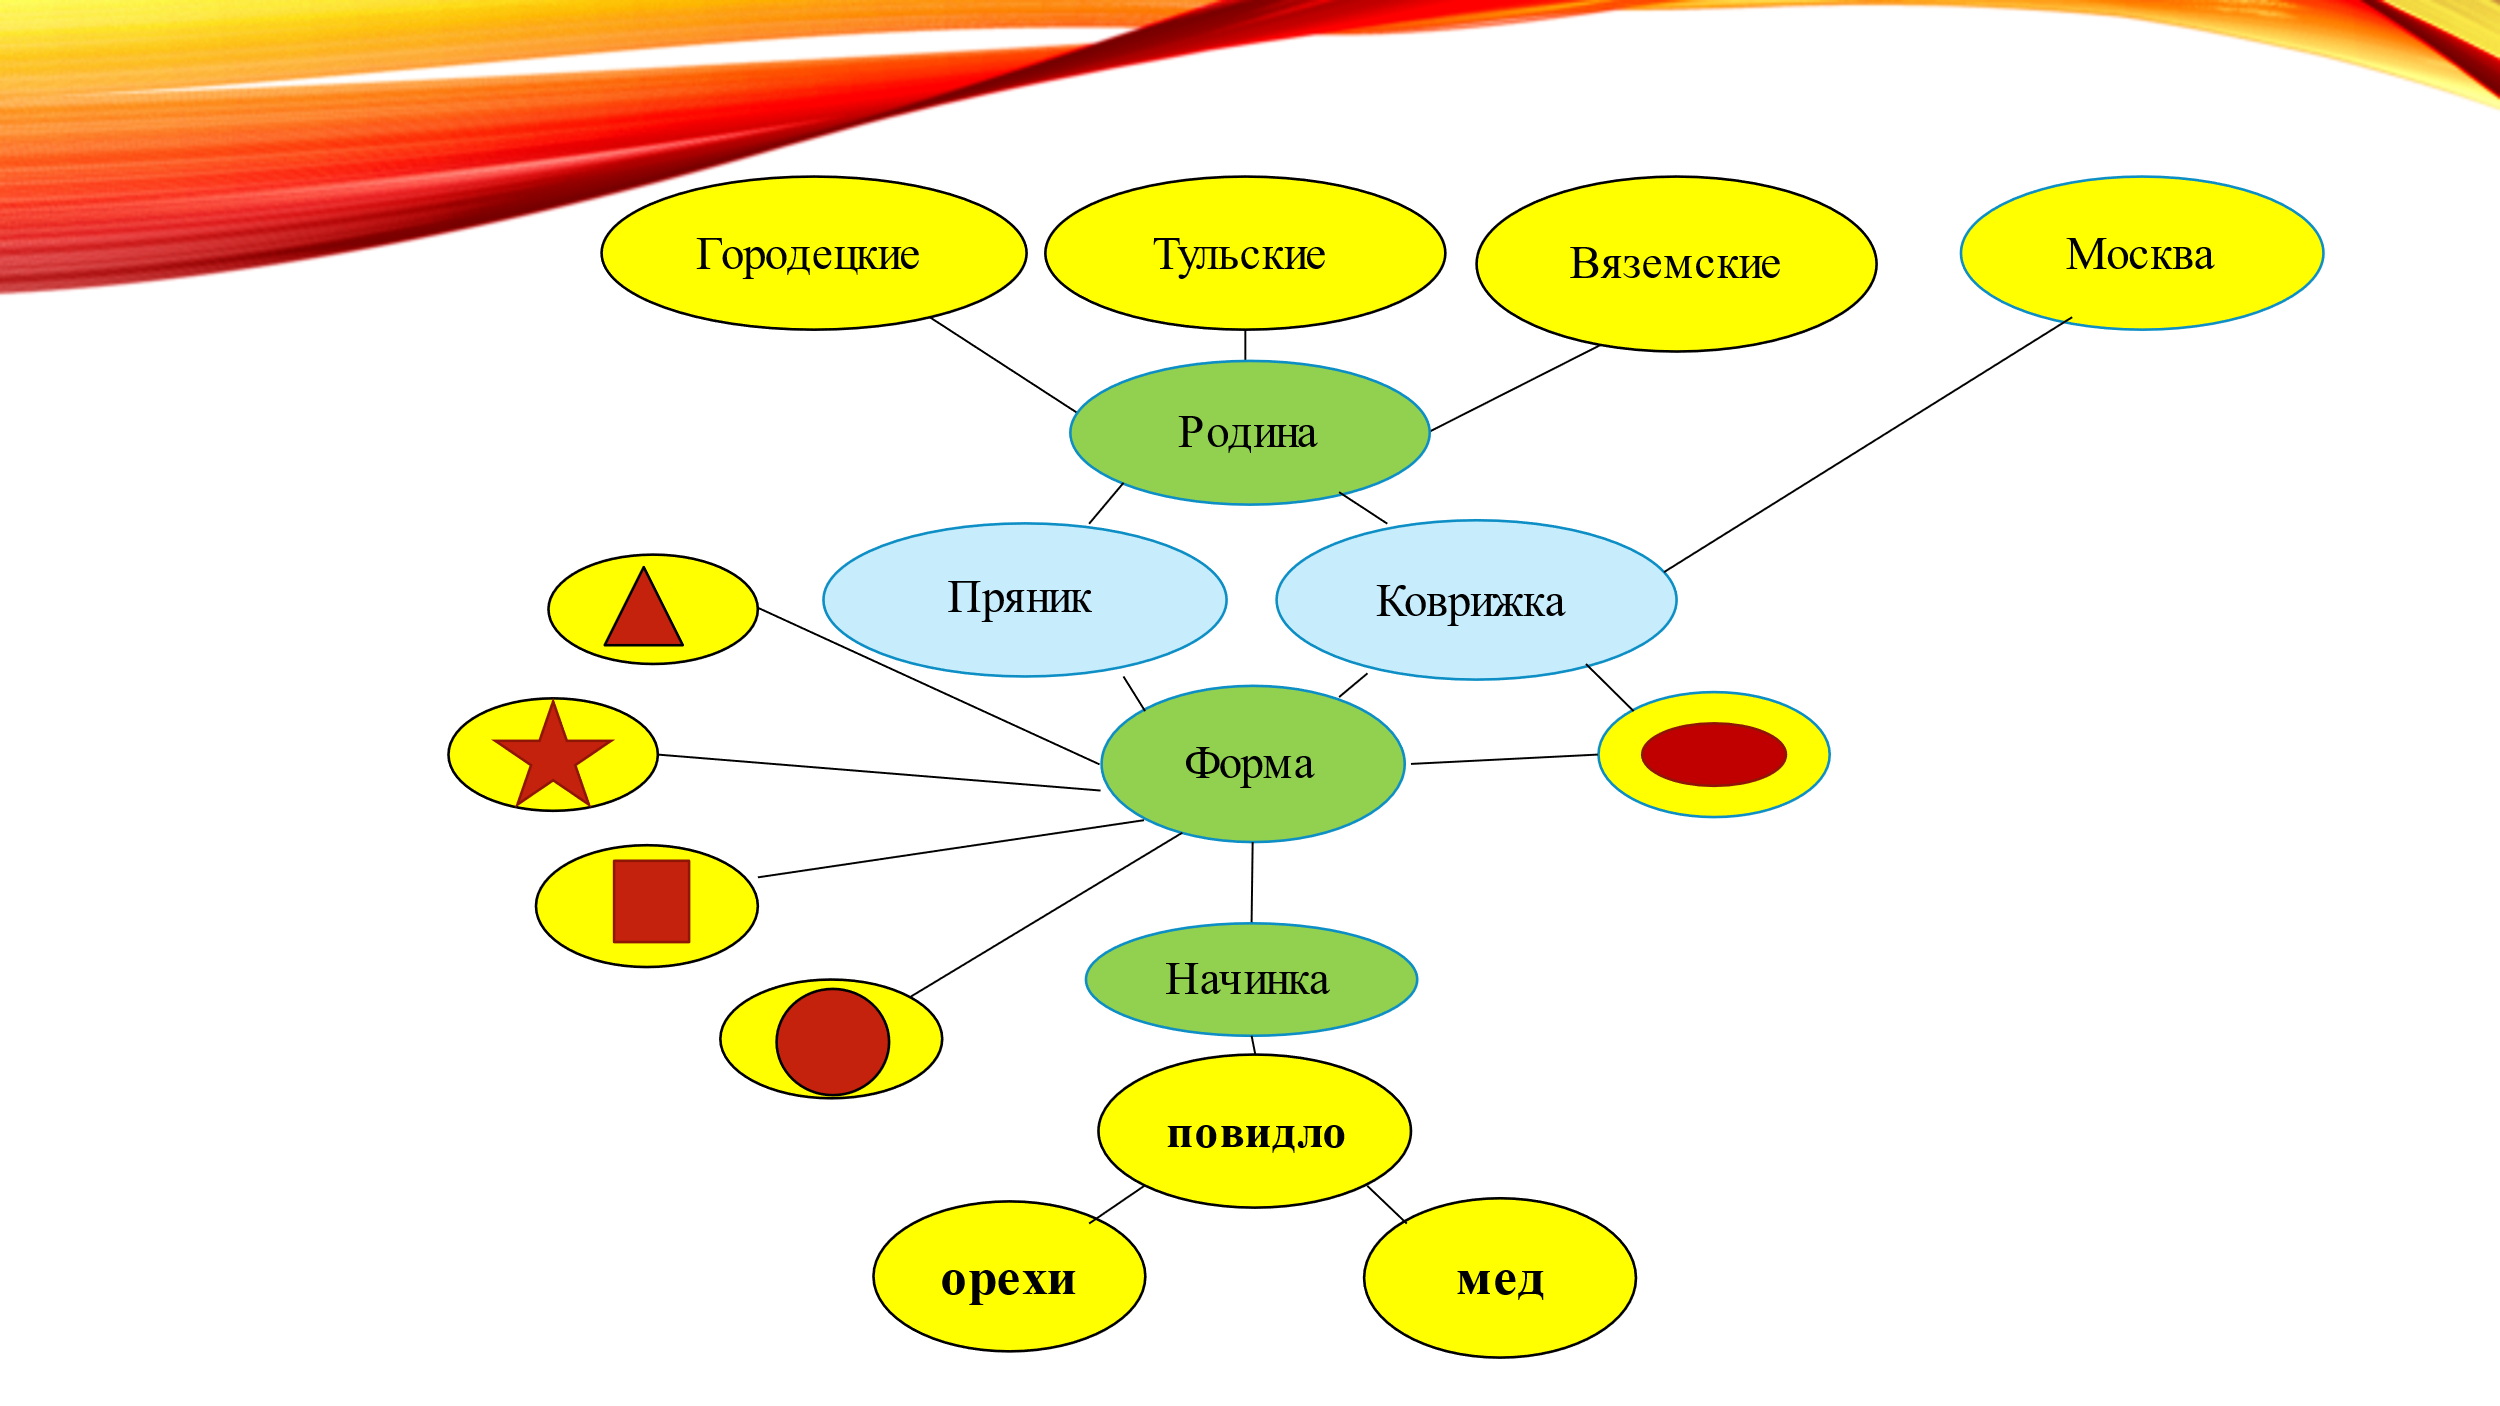 Городецкие
Тульские
Вяземские
Москва
Родина
Пряник
Коврижка
Форма
Начинка
повидло
орехи
мед